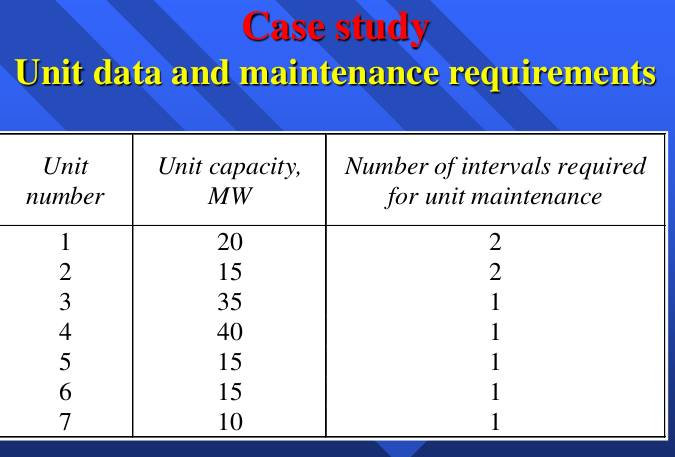 Case study
Unit data and maintenance requirements
Unit number Unit capacity, MW Number of intervals required for unit maintenance
1 20 2
2 15 2
3 35 1
4 40 1
5 15 1
6 15 1
7 10 1